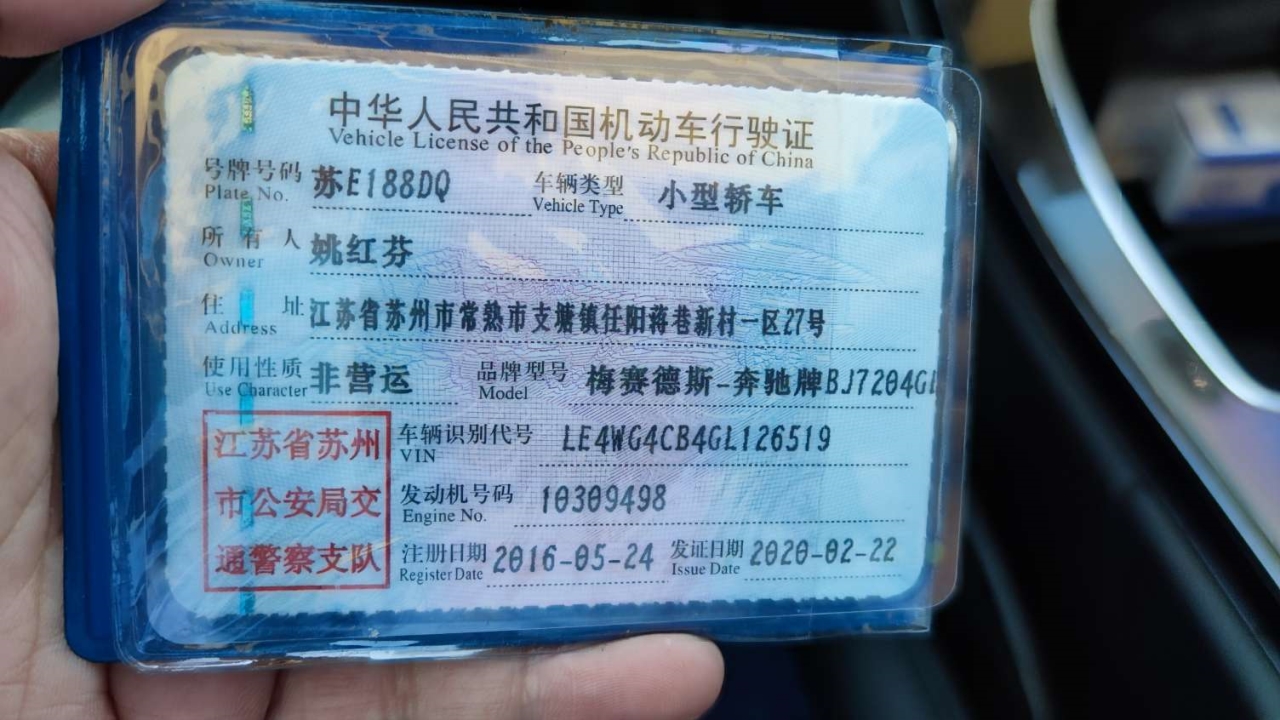 中华人民共和国机动车行驶证
Vehicle License of the People's Republic of China
号牌号码 苏E188DQ 车辆类型 小型轿车
Plate No. Vehicle Type
所有人 姚红芬
Owner
住址 江苏省苏州市常熟市支塘镇任阳蒋巷新村一区27号
Address
使用性质 非营运 品牌型号 梅赛德斯-奔驰牌BJ7204GL
Use Character Model
江苏省苏州
市公安局交
通警察支队
车辆识别代号 LE4WG4CB4GL126519
VIN
发动机号码 10309498
Engine No.
注册日期 2016-05-24 发证日期 2020-02-22
Register Date Issue Date